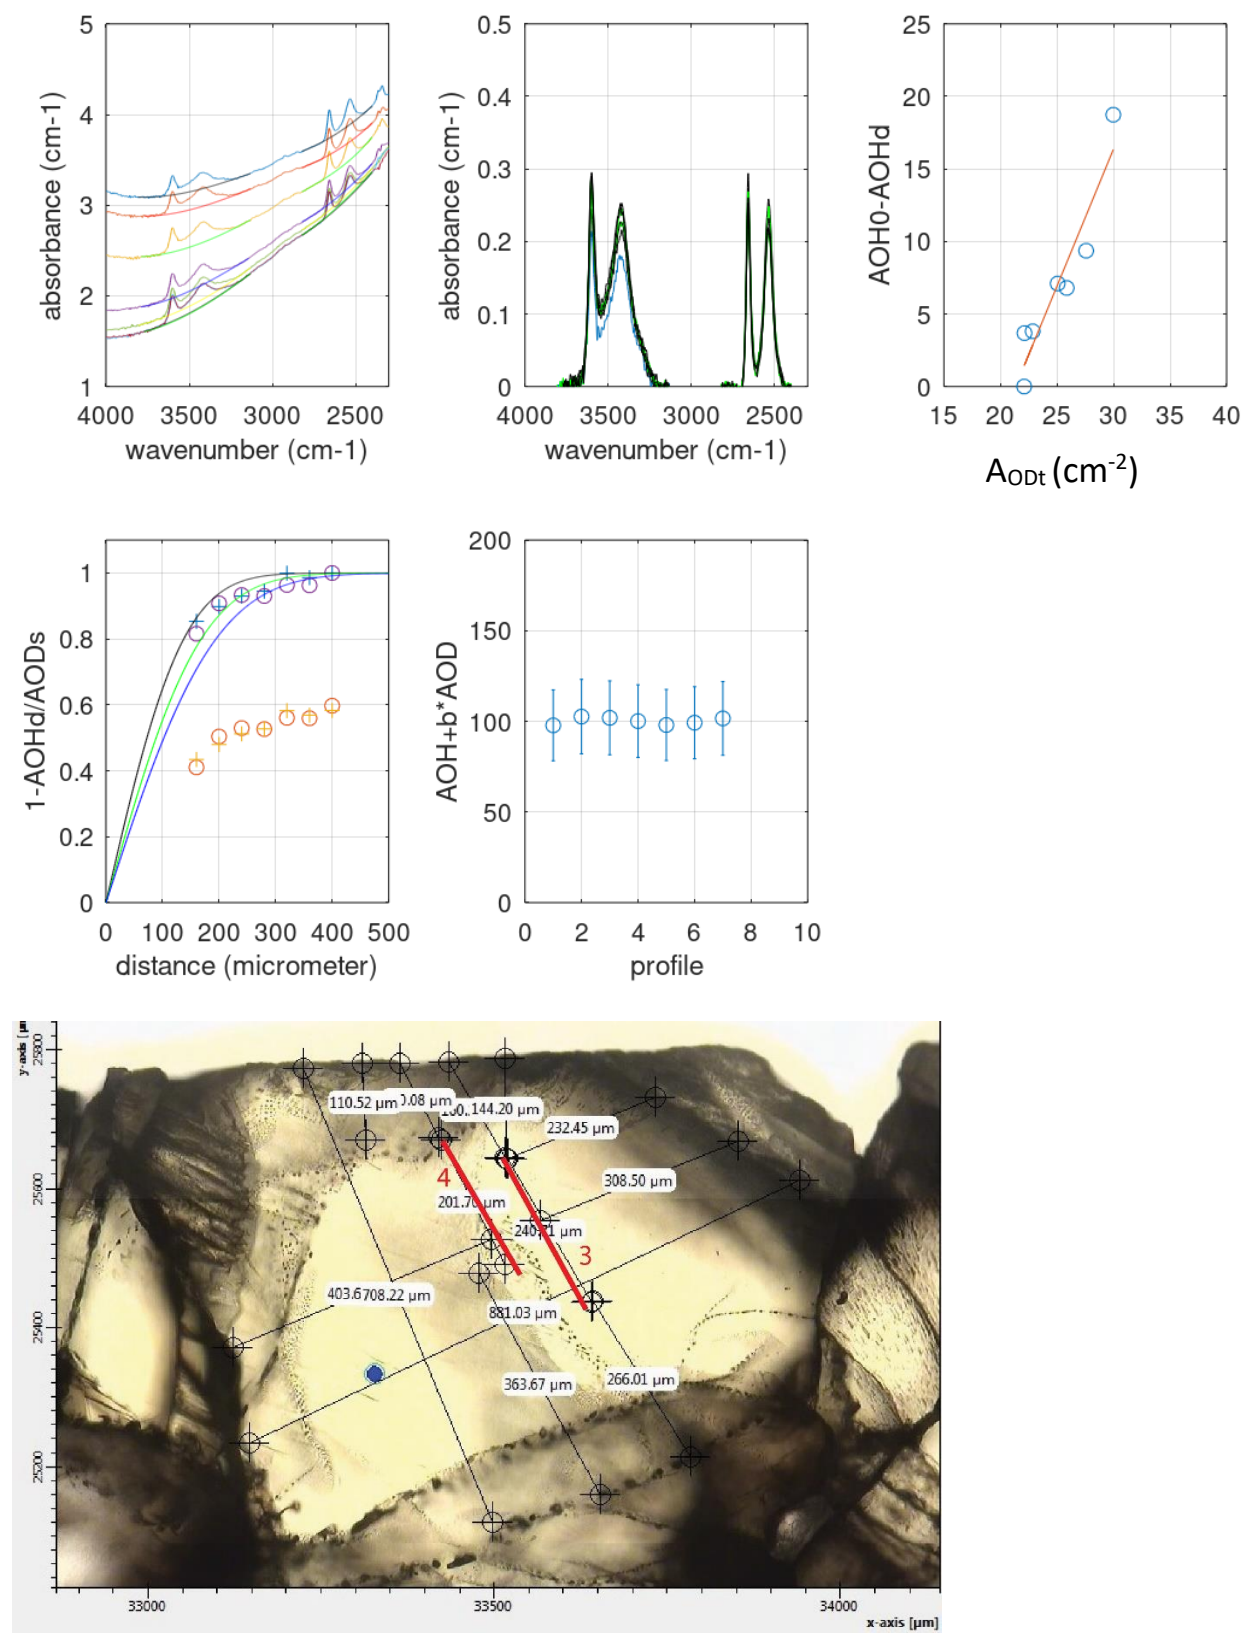 5
4
3
2
1
absorbance (cm-1)
4000 3500 3000 2500
wavenumber (cm-1)
0.5
0.4
0.3
0.2
0.1
0
absorbance (cm-1)
4000 3500 3000 2500
wavenumber (cm-1)
25
20
15
10
5
0
AOH0-AOHd
15 20 25 30 35 40
AODt (cm-2)
1
0.8
0.6
0.4
0.2
0
1-AOHd/AODs
0 100 200 300 400 500
distance (micrometer)
200
150
100
50
0
AOH+b*AOD
0 2 4 6 8 10
profile
25800
25600
25400
25200
110.52 µm
144.20 µm
232.45 µm
308.50 µm
4
240.71 µm
3
708.22 µm
881.03 µm
363.67 µm
266.01 µm
33000 33500 34000
x-axis [µm]